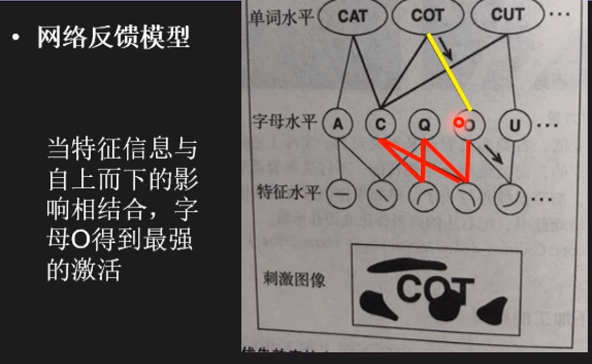 • 网络反馈模型
当特征信息与
自上而下的影
响相结合，字
母O得到最强
的激活
单词水平 CAT COT CUT ...
字母水平 A C Q O U ...
特征水平 ...
刺激图像 COT